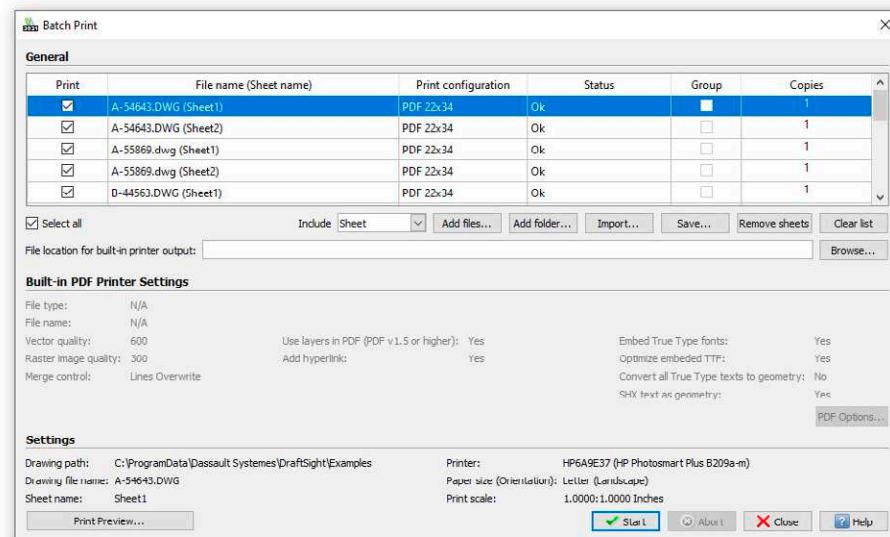 2021 Batch Print
General
Print File name (Sheet name) Print configuration Status Group Copies
A-54643.DWG (Sheet1) PDF 22x34 Ok 1
A-54643.DWG (Sheet2) PDF 22x34 Ok 1
A-55869.dwg (Sheet1) PDF 22x34 Ok 1
A-55869.dwg (Sheet2) PDF 22x34 Ok 1
D-44563.DWG (Sheet1) PDF 22x34 Ok 1
Select all Include Sheet Add files... Add folder... Import... Save... Remove sheets Clear list
File location for built-in printer output: Browse...
Built-in PDF Printer Settings
File type: N/A
File name: N/A
Vector quality: 600 Use layers in PDF (PDF v1.5 or higher): Yes Embed True Type fonts: Yes
Raster image quality: 300 Add hyperlink: Yes Optimize embeded TTF: Yes
Merge control: Lines Overwrite Convert all True Type texts to geometry: No
SHX text as geometry: Yes
PDF Options...
Settings
Drawing path: C:\ProgramData\Dassault Systemes\DraftSight\Examples Printer: HP6A9E37 (HP Photosmart Plus B209a-m)
Drawing file name: A-54643.DWG Paper size (Orientation): Letter (Landscape)
Sheet name: Sheet1 Print scale: 1.0000:1.0000 Inches
Print Preview... Start Abort Close Help